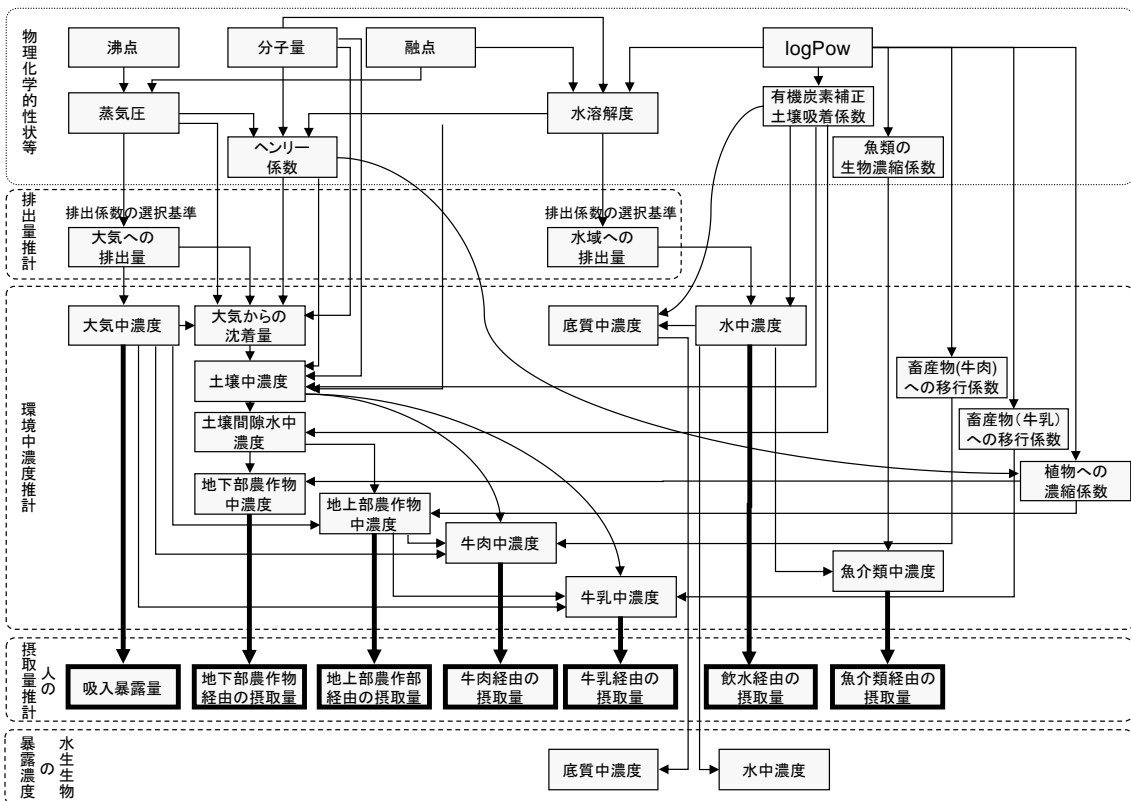 物理化学的性状等
沸点
分子量
融点
logPow
蒸気圧
水溶解度
有機炭素補正
土壌吸着係数
ヘンリー
係数
魚類の
生物濃縮係数
排出量推計
排出係数の選択基準
大気への
排出量
排出係数の選択基準
水域への
排出量
環境中濃度推計
大気中濃度
大気からの
沈着量
底質中濃度
水中濃度
土壌中濃度
畜産物(牛肉)
への移行係数
土壌間隙水中
濃度
畜産物(牛乳)
への移行係数
地下部農作物
中濃度
植物への
濃縮係数
地上部農作物
中濃度
牛肉中濃度
魚介類中濃度
牛乳中濃度
人の
摂取量推計
吸入暴露量
地下部農作物
経由の摂取量
地上部農作部
経由の摂取量
牛肉経由の
摂取量
牛乳経由の
摂取量
飲水経由の
摂取量
魚介類経由の
摂取量
水生生物
の
暴露濃度
底質中濃度
水中濃度